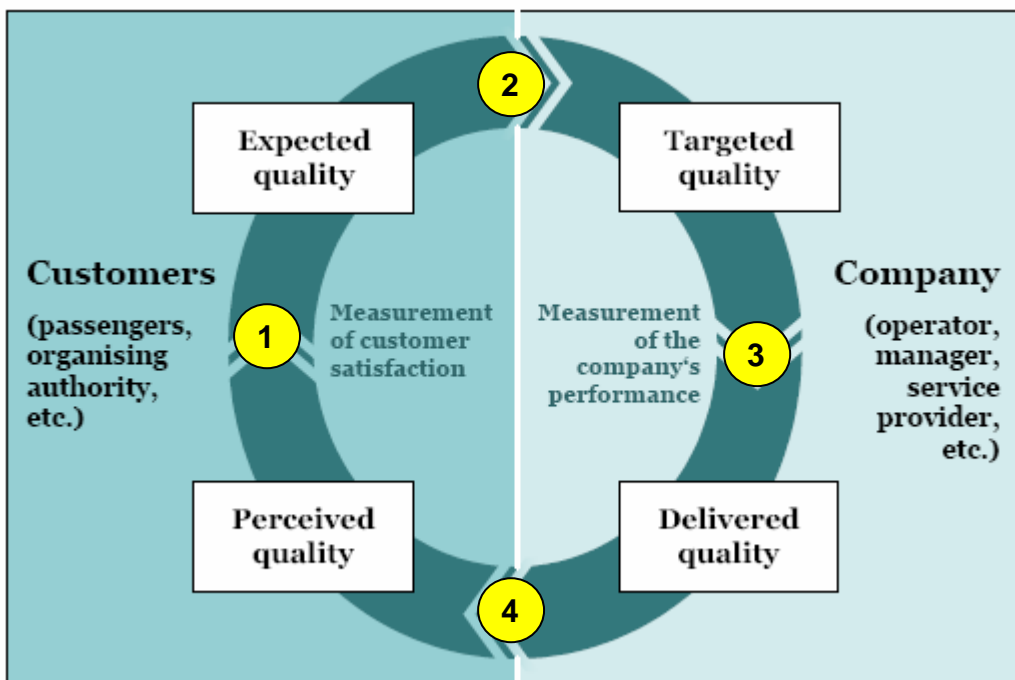 2
Expected
quality
Targeted
quality
Customers
(passengers,
organising
authority,
etc.)
1
Measurement
of customer
satisfaction
Measurement
of the
company‘s
performance
3
Company
(operator,
manager,
service
provider,
etc.)
Perceived
quality
Delivered
quality
4